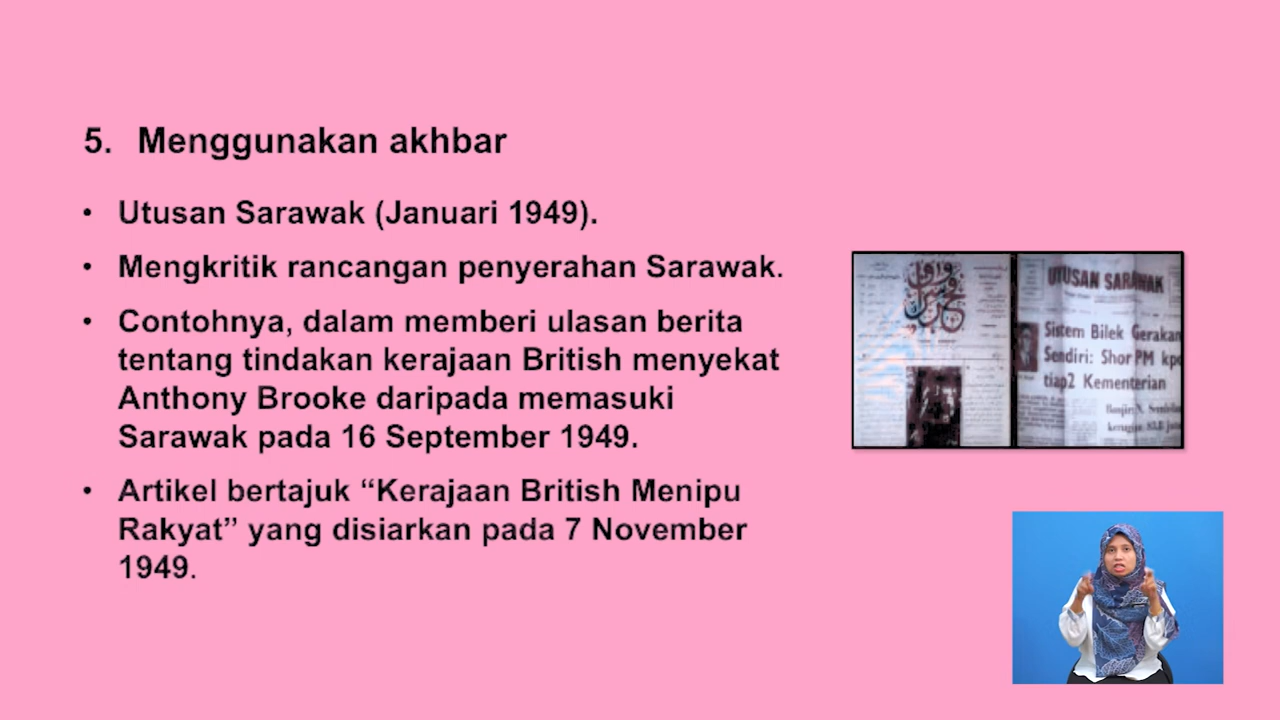 5. Menggunakan akhbar
• Utusan Sarawak (Januari 1949).
• Mengkritik rancangan penyerahan Sarawak.
• Contohnya, dalam memberi ulasan berita
tentang tindakan kerajaan British menyekat
Anthony Brooke daripada memasuki
Sarawak pada 16 September 1949.
• Artikel bertajuk “Kerajaan British Menipu
Rakyat” yang disiarkan pada 7 November
1949.
UTUSAN SARAWAK
Sistem Bilek Gerakan
Sendiri: Shor PM
tiap2 Kementerian